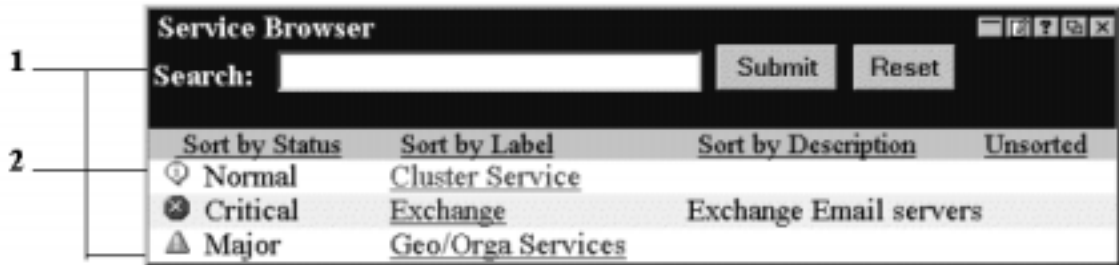 Service Browser
1
Search: Submit Reset
Sort by Status Sort by Label Sort by Description Unsorted
2
Normal Cluster Service
Critical Exchange Exchange Email servers
Major Geo/Orga Services